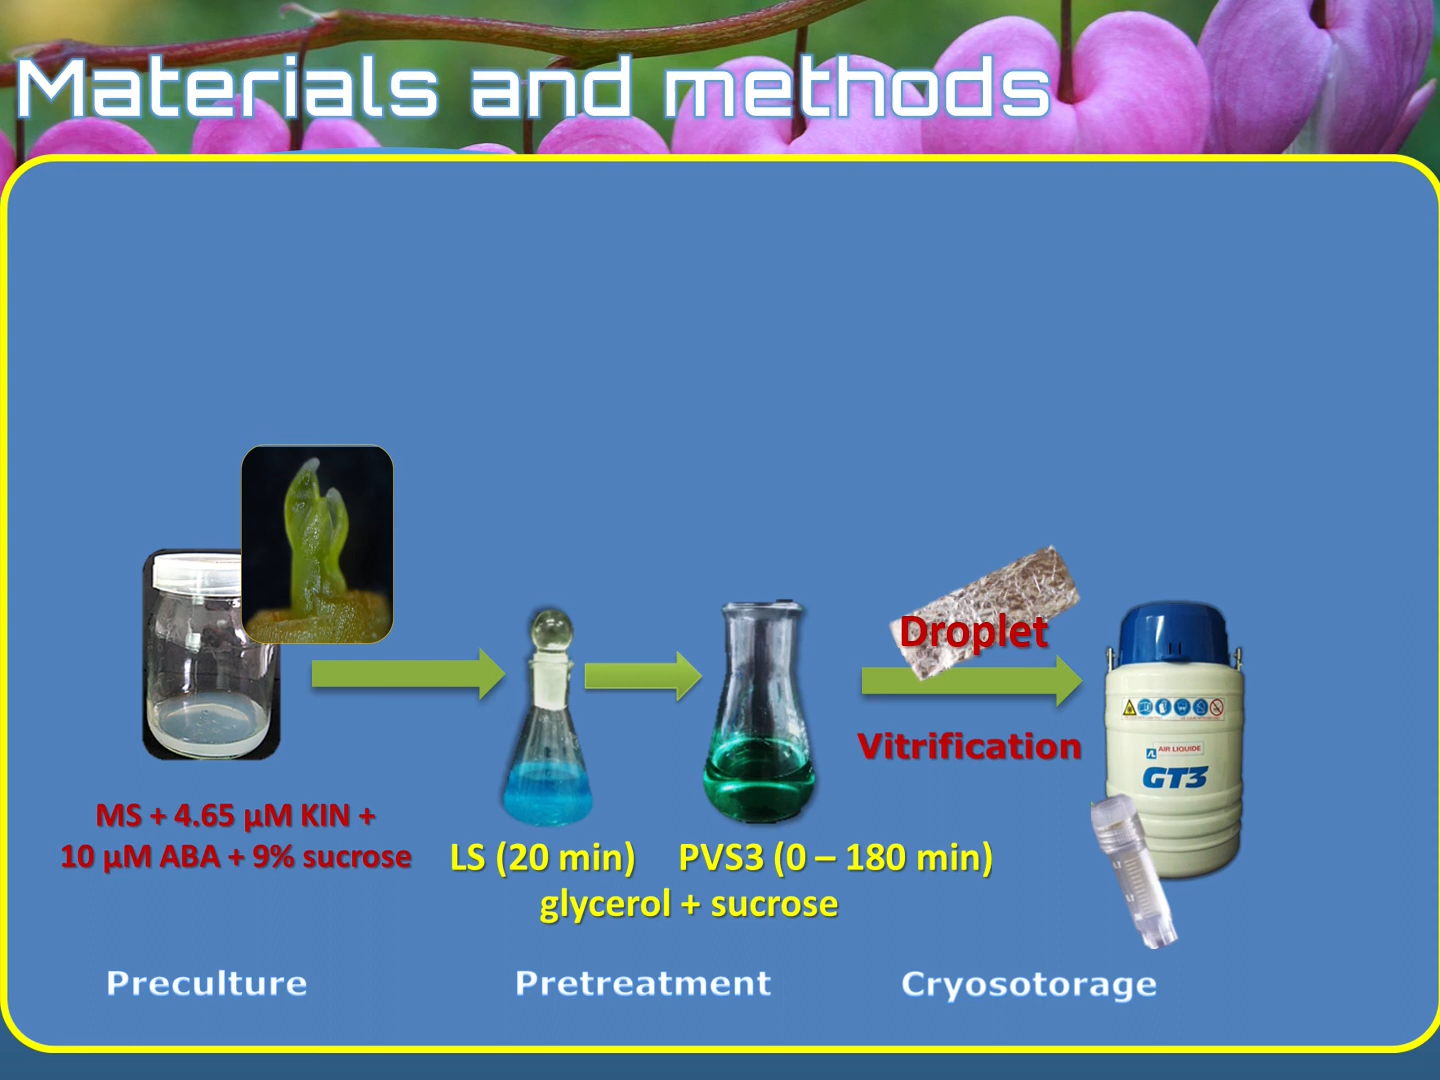 Materials and methods
Droplet
Vitrification
AIR LIQUIDE
GT3
MS + 4.65 µM KIN +
10 µM ABA + 9% sucrose
LS (20 min) PVS3 (0 – 180 min)
glycerol + sucrose
Preculture
Pretreatment
Cryosotorage